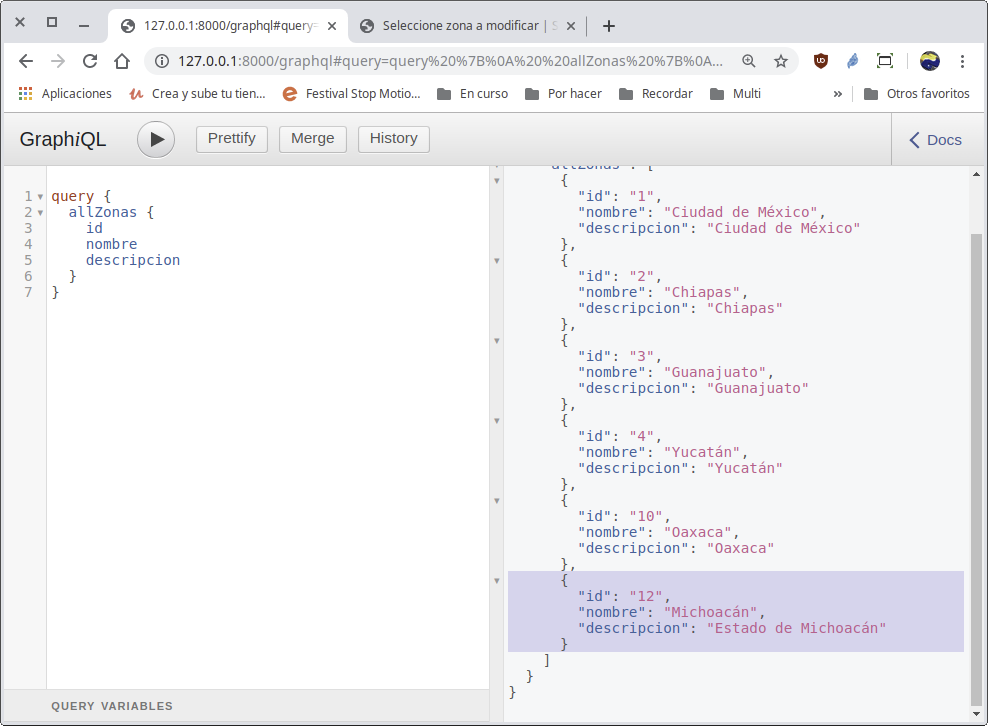 127.0.0.1:8000/graphql#query=
Seleccione zona a modificar | S
127.0.0.1:8000/graphql#query=query%20%7B%0A%20%20allZonas%20%7B%0A...
Aplicaciones
Crea y sube tu tien...
Festival Stop Motio...
En curso
Por hacer
Recordar
Multi
»
Otros favoritos
GraphiQL
Prettify
Merge
History
Docs
1 query {
2 allZonas {
3 id
4 nombre
5 descripcion
6 }
7 }
"allZonas": [
{
"id": "1",
"nombre": "Ciudad de México",
"descripcion": "Ciudad de México"
},
{
"id": "2",
"nombre": "Chiapas",
"descripcion": "Chiapas"
},
{
"id": "3",
"nombre": "Guanajuato",
"descripcion": "Guanajuato"
},
{
"id": "4",
"nombre": "Yucatán",
"descripcion": "Yucatán"
},
{
"id": "10",
"nombre": "Oaxaca",
"descripcion": "Oaxaca"
},
{
"id": "12",
"nombre": "Michoacán",
"descripcion": "Estado de Michoacán"
}
]
}
}
QUERY VARIABLES